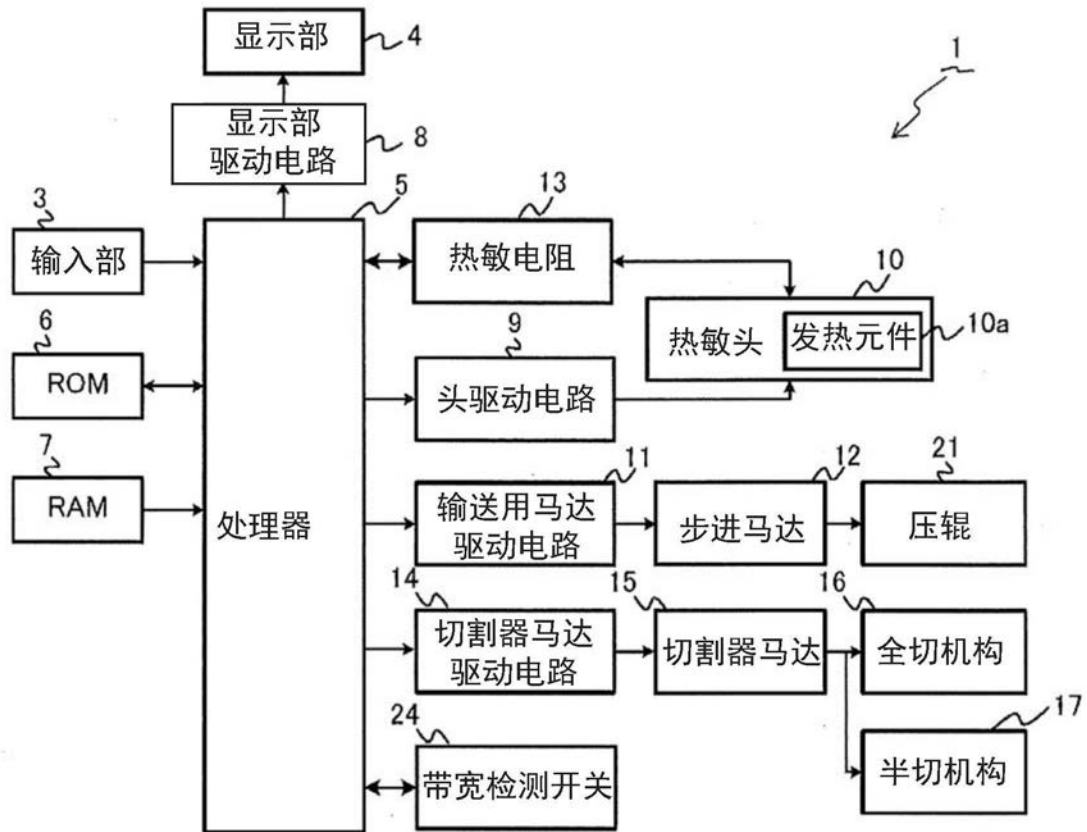 显示部
4
1
显示部
驱动电路
8
5
13
3
输入部
热敏电阻
10
热敏头
发热元件
10a
6
ROM
9
头驱动电路
7
RAM
处理器
11
输送用马达
驱动电路
12
步进马达
21
压辊
14
切割器马达
驱动电路
15
切割器马达
16
全切机构
24
带宽检测开关
17
半切机构